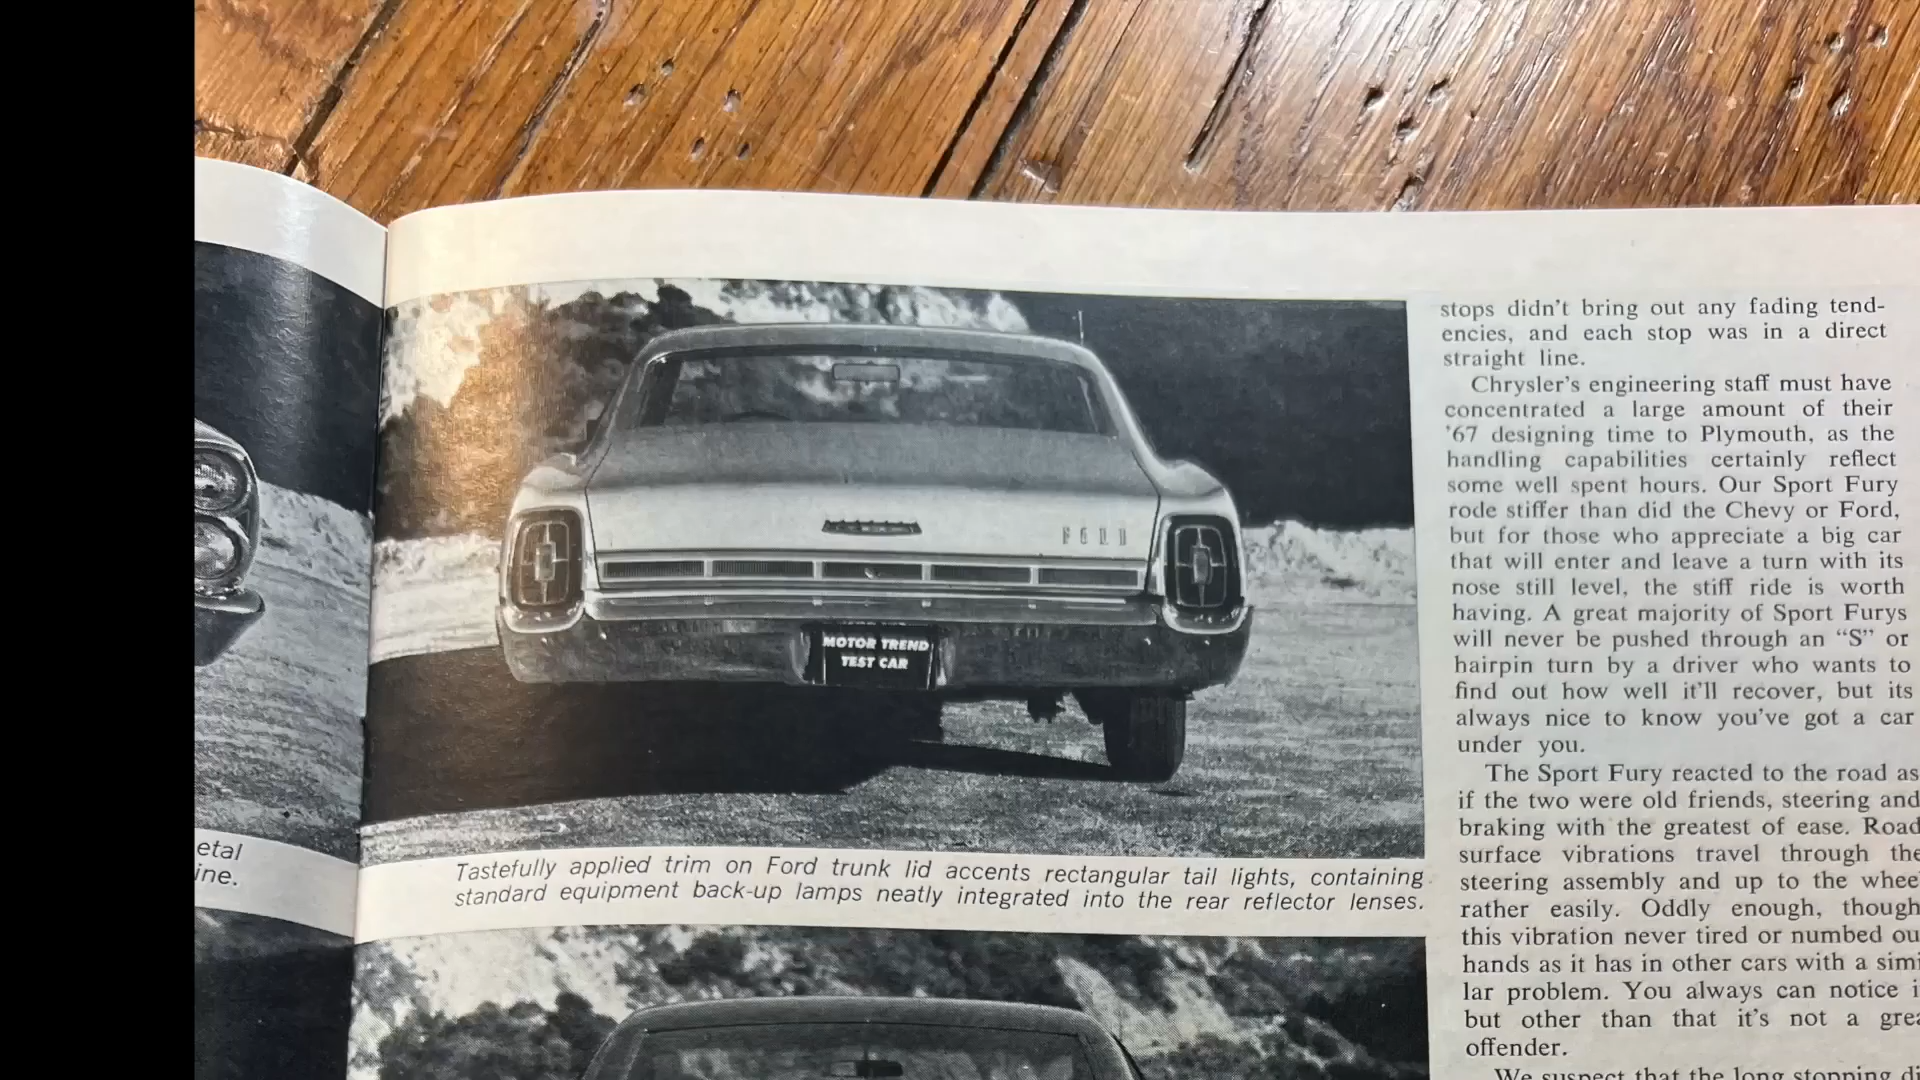 etal
ine.
FORD
MOTOR TREND
TEST CAR
Tastefully applied trim on Ford trunk lid accents rectangular tail lights, containing
standard equipment back-up lamps neatly integrated into the rear reflector lenses.
stops didn't bring out any fading tend-
encies, and each stop was in a direct
straight line.
Chrysler's engineering staff must have
concentrated a large amount of their
'67 designing time to Plymouth, as the
handling capabilities certainly reflect
some well spent hours. Our Sport Fury
rode stiffer than did the Chevy or Ford,
but for those who appreciate a big car
that will enter and leave a turn with its
nose still level, the stiff ride is worth
having. A great majority of Sport Furys
will never be pushed through an “S” or
hairpin turn by a driver who wants to
find out how well it'll recover, but its
always nice to know you've got a car
under you.
The Sport Fury reacted to the road as
if the two were old friends, steering and
braking with the greatest of ease. Road
surface vibrations travel through the
steering assembly and up to the whee
rather easily. Oddly enough, though
this vibration never tired or numbed ou
hands as it has in other cars with a simi
lar problem. You always can notice i
but other than that it's not a grea
offender.
We suspect that the long stopping di